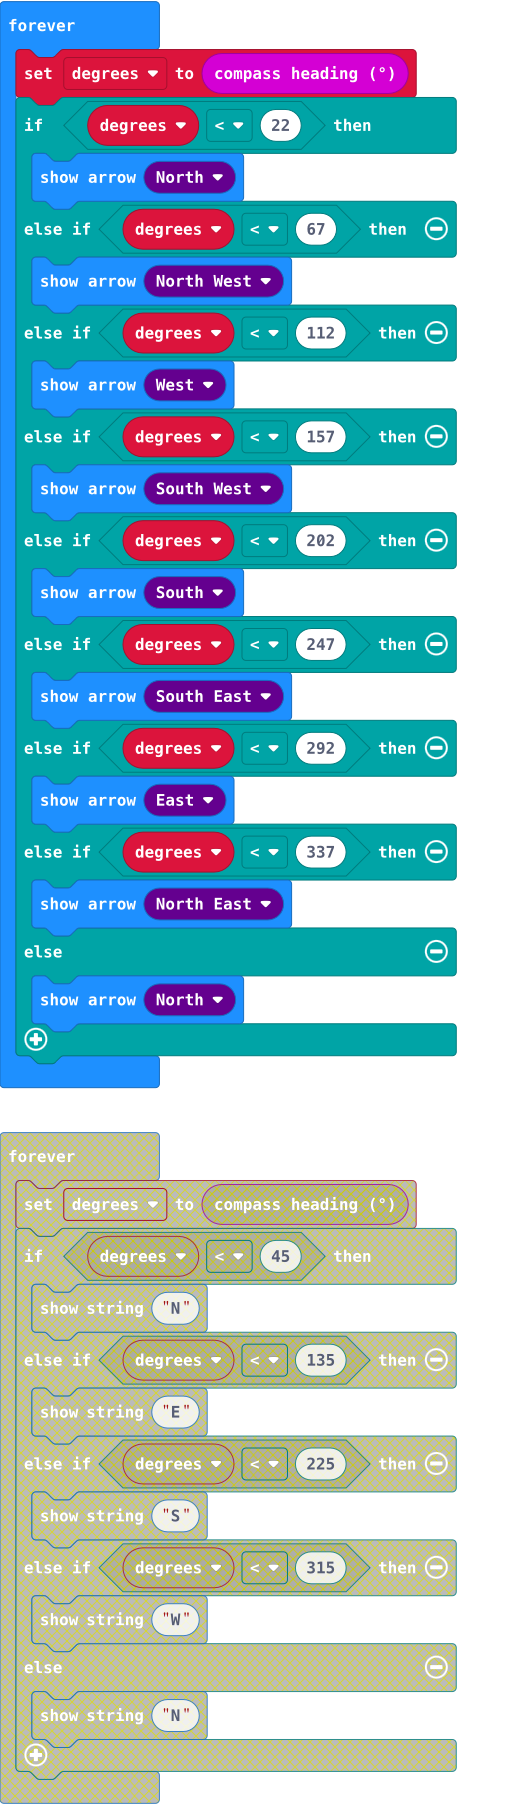 forever
set degrees to compass heading (°)
if degrees < 22 then
show arrow North
else if degrees < 67 then
show arrow North West
else if degrees < 112 then
show arrow West
else if degrees < 157 then
show arrow South West
else if degrees < 202 then
show arrow South
else if degrees < 247 then
show arrow South East
else if degrees < 292 then
show arrow East
else if degrees < 337 then
show arrow North East
else
show arrow North
forever
set degrees to compass heading (°)
if degrees < 45 then
show string "N"
else if degrees < 135 then
show string "E"
else if degrees < 225 then
show string "S"
else if degrees < 315 then
show string "W"
else
show string "N"